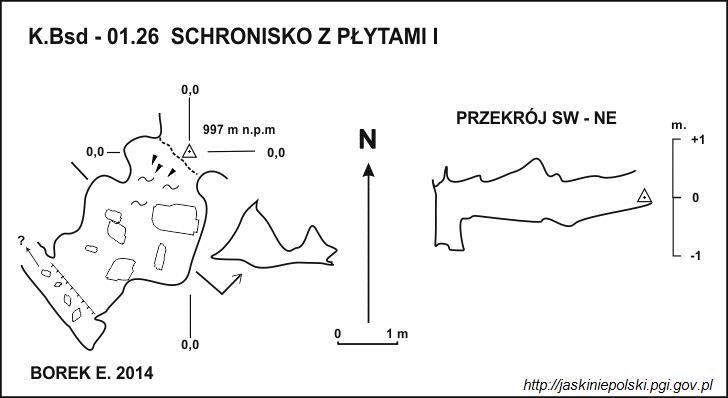 K.Bsd - 01.26 SCHRONISKO Z PŁYTAMI I
0,0
997 m n.p.m
0,0
0,0
N
PRZEKRÓJ SW - NE
m.
+1
0
-1
?
0 1 m
0,0
BOREK E. 2014
http://jaskiniepolski.pgi.gov.pl